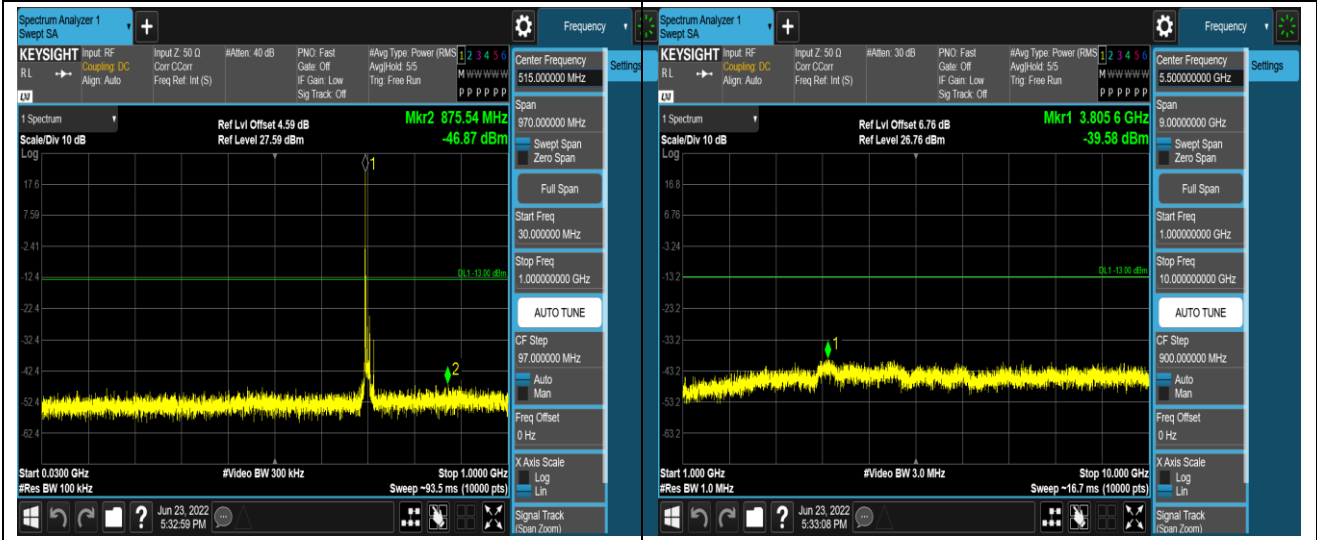 Spectrum Analyzer 1
Swept SA
Frequency
KEYSIGHT
RL
LXI
Input: RF
Coupling: DC
Align: Auto
Input Z: 50 Ω
Corr CCorr
Freq Ref: Int (S)
#Atten: 40 dB
PNO: Fast
Gate: Off
IF Gain: Low
Sig Track: Off
#Avg Type: Power (RMS
Avg|Hold: 5/5
Trig: Free Run
1 2 3 4 5 6
M W W W W W
P P P P P P
Center Frequency
515.000000 MHz
Settings
Span
970.000000 MHz
Swept Span
Zero Span
Full Span
Start Freq
30.000000 MHz
Stop Freq
1.000000000 GHz
AUTO TUNE
CF Step
97.000000 MHz
Auto
Man
Freq Offset
0 Hz
X Axis Scale
Log
Lin
Signal Track
(Span Zoom)
1 Spectrum
Scale/Div 10 dB
Log
Ref Lvl Offset 4.59 dB
Ref Level 27.59 dBm
Mkr2 875.54 MHz
-46.87 dBm
1
17.6
7.59
-2.41
-12.4
DL1 -13.00 dBm
-22.4
-32.4
-42.4
2
-52.4
-62.4
Start 0.0300 GHz
#Res BW 100 kHz
#Video BW 300 kHz
Stop 1.0000 GHz
Sweep ~93.5 ms (10000 pts)
?
Jun 23, 2022
5:32:59 PM
Spectrum Analyzer 1
Swept SA
Frequency
KEYSIGHT
RL
LXI
Input: RF
Coupling: DC
Align: Auto
Input Z: 50 Ω
Corr CCorr
Freq Ref: Int (S)
#Atten: 30 dB
PNO: Fast
Gate: Off
IF Gain: Low
Sig Track: Off
#Avg Type: Power (RMS
Avg|Hold: 5/5
Trig: Free Run
1 2 3 4 5 6
M W W W W W
P P P P P P
Center Frequency
5.500000000 GHz
Settings
Span
9.00000000 GHz
Swept Span
Zero Span
Full Span
Start Freq
1.000000000 GHz
Stop Freq
10.000000000 GHz
AUTO TUNE
CF Step
900.000000 MHz
Auto
Man
Freq Offset
0 Hz
X Axis Scale
Log
Lin
Signal Track
(Span Zoom)
1 Spectrum
Scale/Div 10 dB
Log
Ref Lvl Offset 6.76 dB
Ref Level 26.76 dBm
Mkr1 3.805 6 GHz
-39.58 dBm
16.8
6.76
-3.24
-13.2
DL1 -13.00 dBm
-23.2
-33.2
1
-43.2
-53.2
-63.2
Start 1.000 GHz
#Res BW 1.0 MHz
#Video BW 3.0 MHz
Stop 10.000 GHz
Sweep ~16.7 ms (10000 pts)
?
Jun 23, 2022
5:33:08 PM